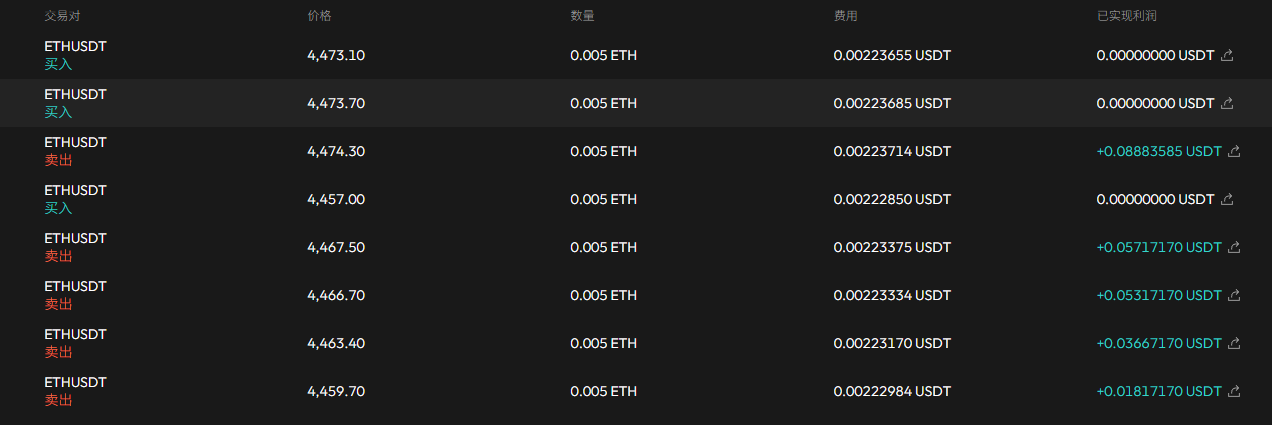 交易对 价格 数量 费用 已实现利润
ETHUSDT 4,473.10 0.005 ETH 0.00223655 USDT 0.00000000 USDT
买入
ETHUSDT 4,473.70 0.005 ETH 0.00223685 USDT 0.00000000 USDT
买入
ETHUSDT 4,474.30 0.005 ETH 0.00223714 USDT +0.08883585 USDT
卖出
ETHUSDT 4,457.00 0.005 ETH 0.00222850 USDT 0.00000000 USDT
买入
ETHUSDT 4,467.50 0.005 ETH 0.00223375 USDT +0.05717170 USDT
卖出
ETHUSDT 4,466.70 0.005 ETH 0.00223334 USDT +0.05317170 USDT
卖出
ETHUSDT 4,463.40 0.005 ETH 0.00223170 USDT +0.03667170 USDT
卖出
ETHUSDT 4,459.70 0.005 ETH 0.00222984 USDT +0.01817170 USDT
卖出